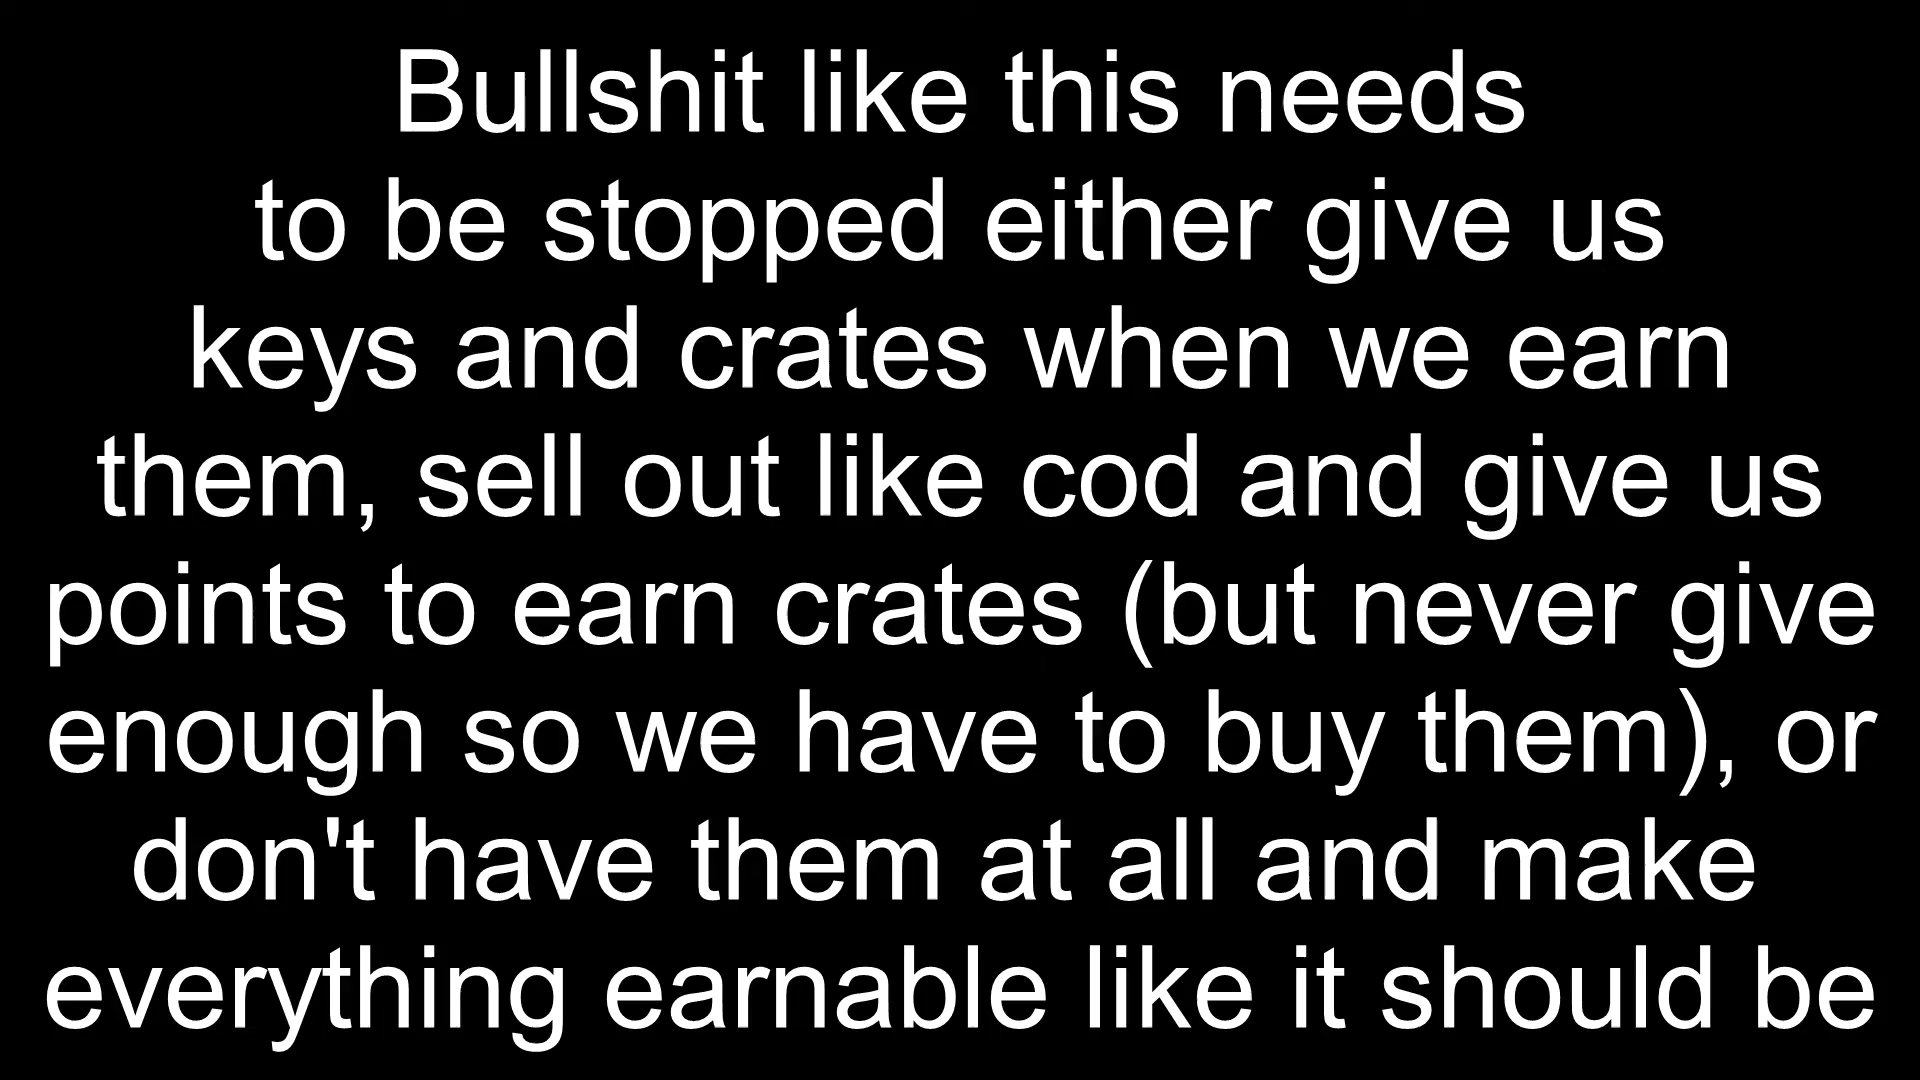 Bullshit like this needs
to be stopped either give us
keys and crates when we earn
them, sell out like cod and give us
points to earn crates (but never give
enough so we have to buy them), or
don't have them at all and make
everything earnable like it should be